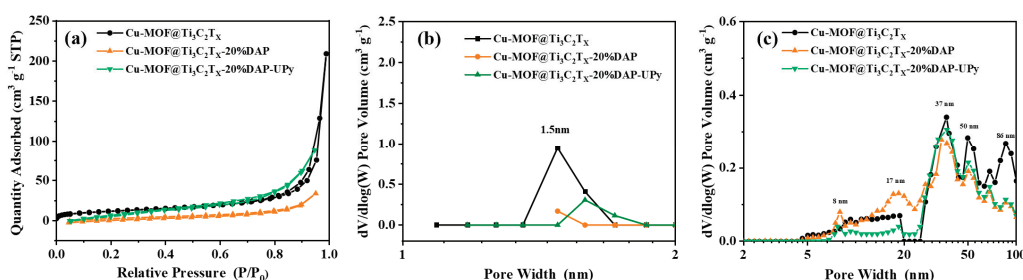 (a)
Cu-MOF@Ti₃C₂Tₓ
Cu-MOF@Ti₃C₂Tₓ-20%DAP
Cu-MOF@Ti₃C₂Tₓ-20%DAP-UPy
Quantity Adsorbed (cm³ g⁻¹ STP)
250
200
150
100
50
0
0.0 0.2 0.4 0.6 0.8 1.0
Relative Pressure (P/P₀)
(b)
Cu-MOF@Ti₃C₂Tₓ
Cu-MOF@Ti₃C₂Tₓ-20%DAP
Cu-MOF@Ti₃C₂Tₓ-20%DAP-UPy
1.5nm
dV/dlog(W) Pore Volume (cm³ g⁻¹)
2.5
2.0
1.5
1.0
0.5
0.0
1 2
Pore Width (nm)
(c)
Cu-MOF@Ti₃C₂Tₓ
Cu-MOF@Ti₃C₂Tₓ-20%DAP
Cu-MOF@Ti₃C₂Tₓ-20%DAP-UPy
37 nm
50 nm
86 nm
17 nm
8 nm
dV/dlog(W) Pore Volume (cm³ g⁻¹)
0.6
0.4
0.2
0.0
2 5 20 50 100
Pore Width (nm)